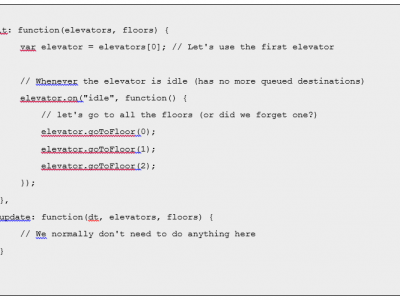 it: function(elevators, floors) {
var elevator = elevators[0]; // Let's use the first elevator
// Whenever the elevator is idle (has no more queued destinations)
elevator.on("idle", function() {
// let's go to all the floors (or did we forget one?)
elevator.goToFloor(0);
elevator.goToFloor(1);
elevator.goToFloor(2);
});
},
update: function(dt, elevators, floors) {
// We normally don't need to do anything here
}